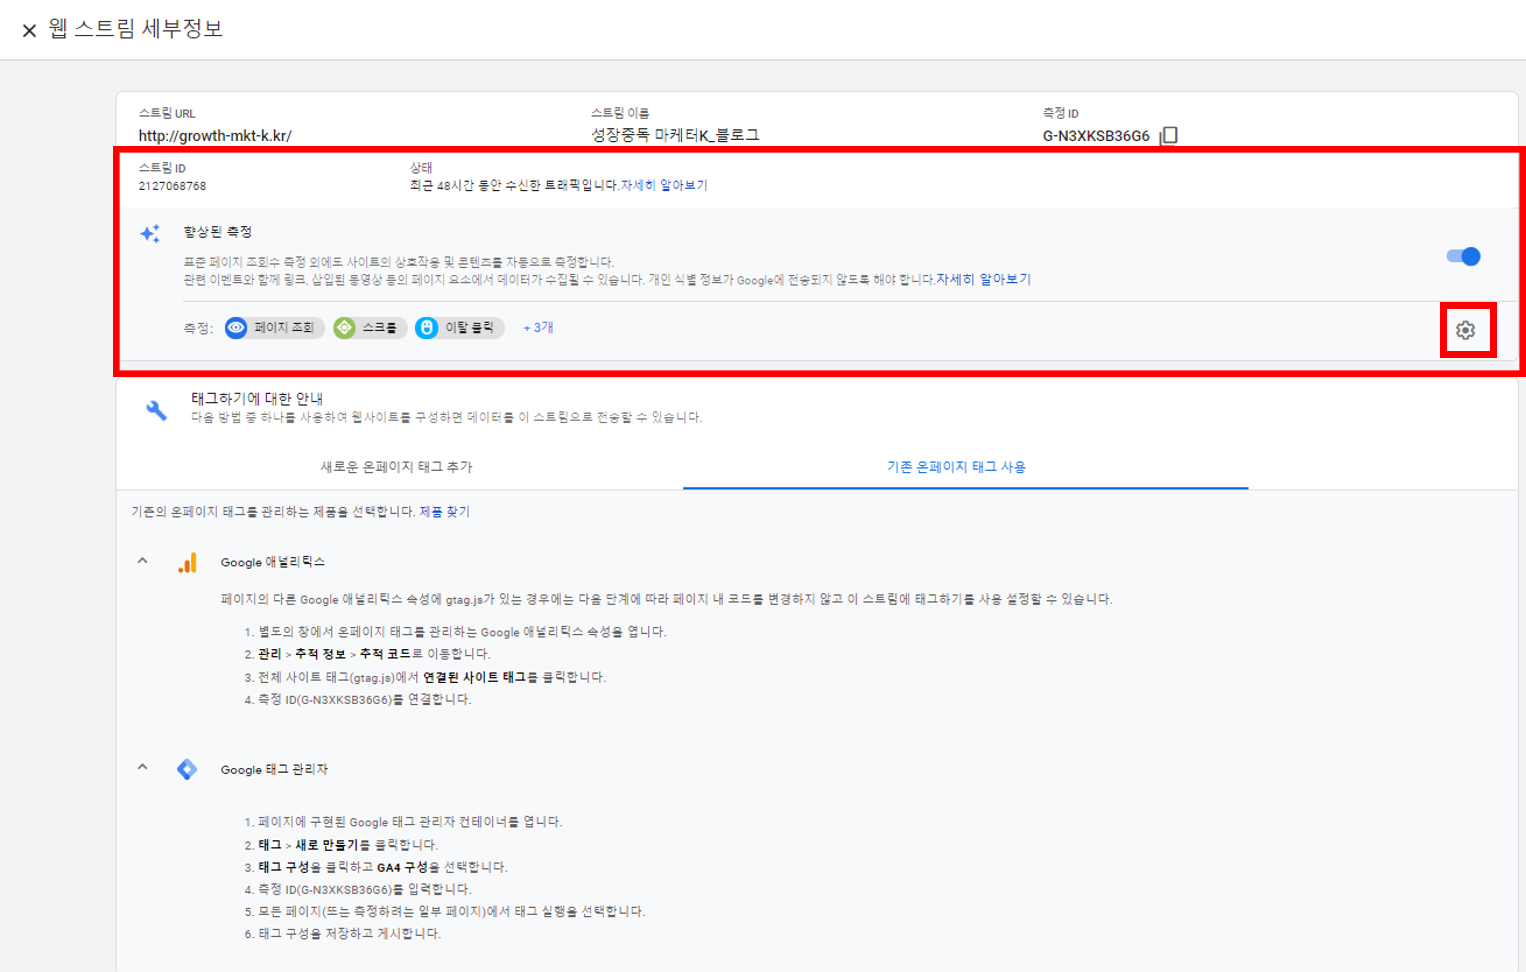 웹 스트림 세부정보
스트림 URL
스트림 이름
측정 ID
http://growth-mkt-k.kr/
성장중독 마케터K_블로그
G-N3XKSB36G6
스트림 ID
상태
2127068768
최근 48시간 동안 수신한 트래픽입니다.자세히 알아보기
향상된 측정
표준 페이지 조회수 측정 외에도 사이트의 상호작용 및 콘텐츠를 자동으로 측정합니다.
관련 이벤트와 함께 링크, 삽입된 동영상 등의 페이지 요소에서 데이터가 수집될 수 있습니다. 개인 식별 정보가 Google에 전송되지 않도록 해야 합니다.자세히 알아보기
측정: 페이지 조회 스크롤 이탈 클릭 + 3개
태그하기에 대한 안내
다음 방법 중 하나를 사용하여 웹사이트를 구성하면 데이터를 이 스트림으로 전송할 수 있습니다.
새로운 온페이지 태그 추가
기존 온페이지 태그 사용
기존의 온페이지 태그를 관리하는 제품을 선택합니다. 제품 찾기
Google 애널리틱스
페이지의 다른 Google 애널리틱스 속성에 gtag.js가 있는 경우에는 다음 단계에 따라 페이지 내 코드를 변경하지 않고 이 스트림에 태그하기를 사용 설정할 수 있습니다.
1. 별도의 창에서 온페이지 태그를 관리하는 Google 애널리틱스 속성을 엽니다.
2. 관리 > 추적 정보 > 추적 코드로 이동합니다.
3. 전체 사이트 태그(gtag.js)에서 연결된 사이트 태그를 클릭합니다.
4. 측정 ID(G-N3XKSB36G6)를 연결합니다.
Google 태그 관리자
1. 페이지에 구현된 Google 태그 관리자 컨테이너를 엽니다.
2. 태그 > 새로 만들기를 클릭합니다.
3. 태그 구성을 클릭하고 GA4 구성을 선택합니다.
4. 측정 ID(G-N3XKSB36G6)를 입력합니다.
5. 모든 페이지(또는 측정하려는 일부 페이지)에서 태그 실행을 선택합니다.
6. 태그 구성을 저장하고 게시합니다.